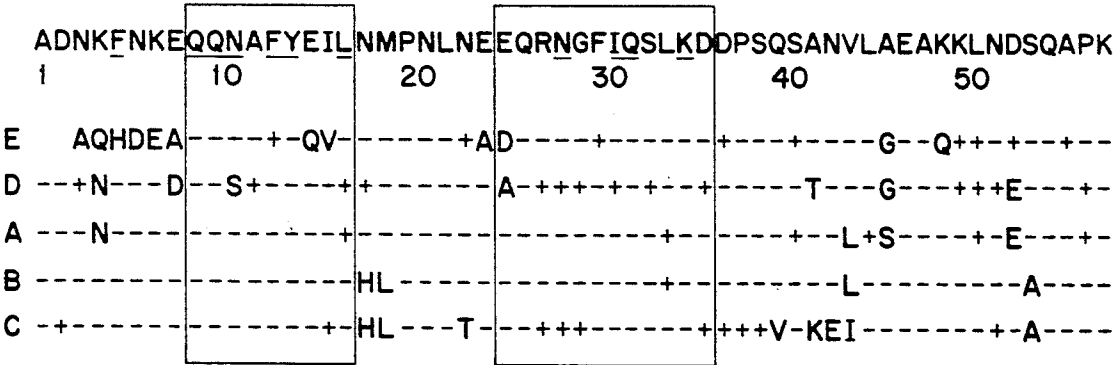 ADNKFNKEQQNAFYEILNMPNLNEEQRNGFIQSLKDDPSQSANVLAEAKKLNDSQAPK
1 10 20 30 40 50
E AQHDEA----+-QV------+AD----+------+---+----G--Q++-+--+--
D --+N---D--S+----++------A-+++-+-+--+-----T---G---+++E---+-
A ---N------------+----------------+------+--L+S----+-E---+-
B -----------------HL--------------+---------L---------A----
C -+-------------+-HL---T---+++------++++V-KEI-------+-A----